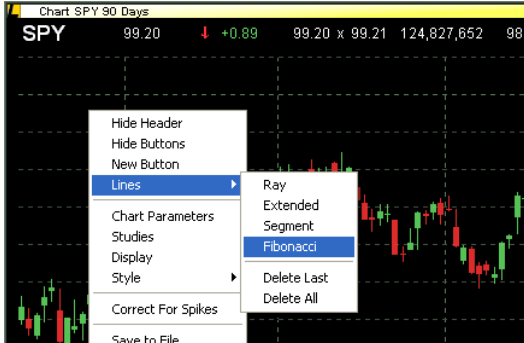 Chart SPY 90 Days
SPY 99.20 +0.89 99.20 x 99.21 124,827,652 98
Hide Header
Hide Buttons
New Button
Lines
Chart Parameters
Studies
Display
Style
Correct For Spikes
Save to File
Ray
Extended
Segment
Fibonacci
Delete Last
Delete All